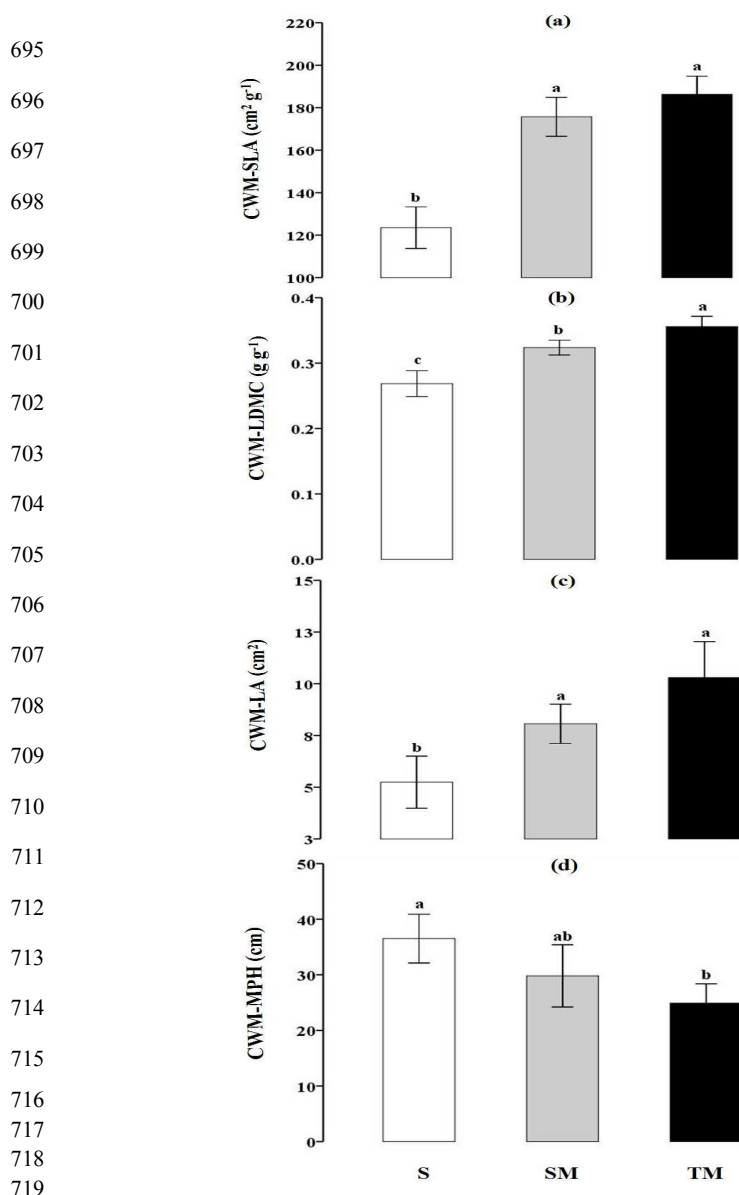 695
696
697
698
699
700
701
702
703
704
705
706
707
708
709
710
711
712
713
714
715
716
717
718
719
(a)
CWM-SLA (cm² g⁻¹)
220
200
180
160
140
120
100
b
a
a
(b)
CWM-LDMC (g g⁻¹)
0.4
0.3
0.2
0.1
0.0
c
b
a
(c)
CWM-LA (cm²)
15
13
10
8
5
3
b
a
a
(d)
CWM-MPH (cm)
50
40
30
20
10
0
a
ab
b
S SM TM